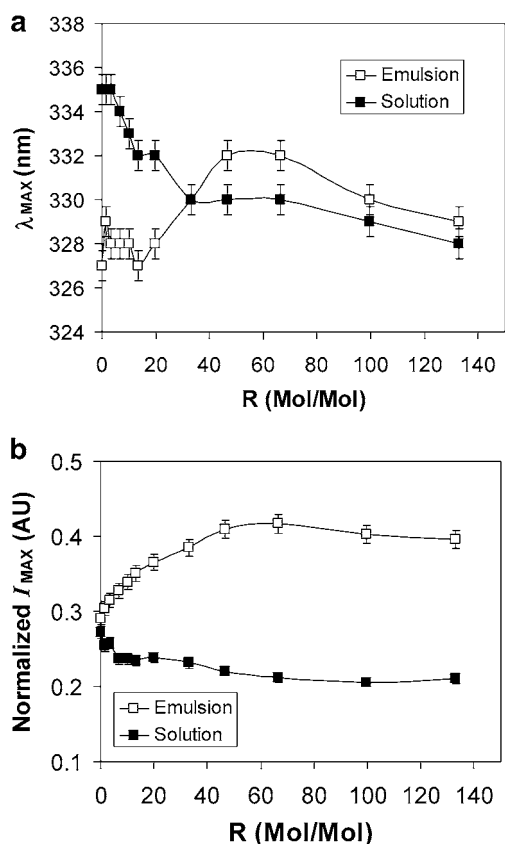 a
338
336
334
332
330
328
326
324
λMAX (nm)
Emulsion
Solution
0 20 40 60 80 100 120 140
R (Mol/Mol)
b
0.5
0.4
0.3
0.2
0.1
Normalized IMAX (AU)
Emulsion
Solution
0 20 40 60 80 100 120 140
R (Mol/Mol)